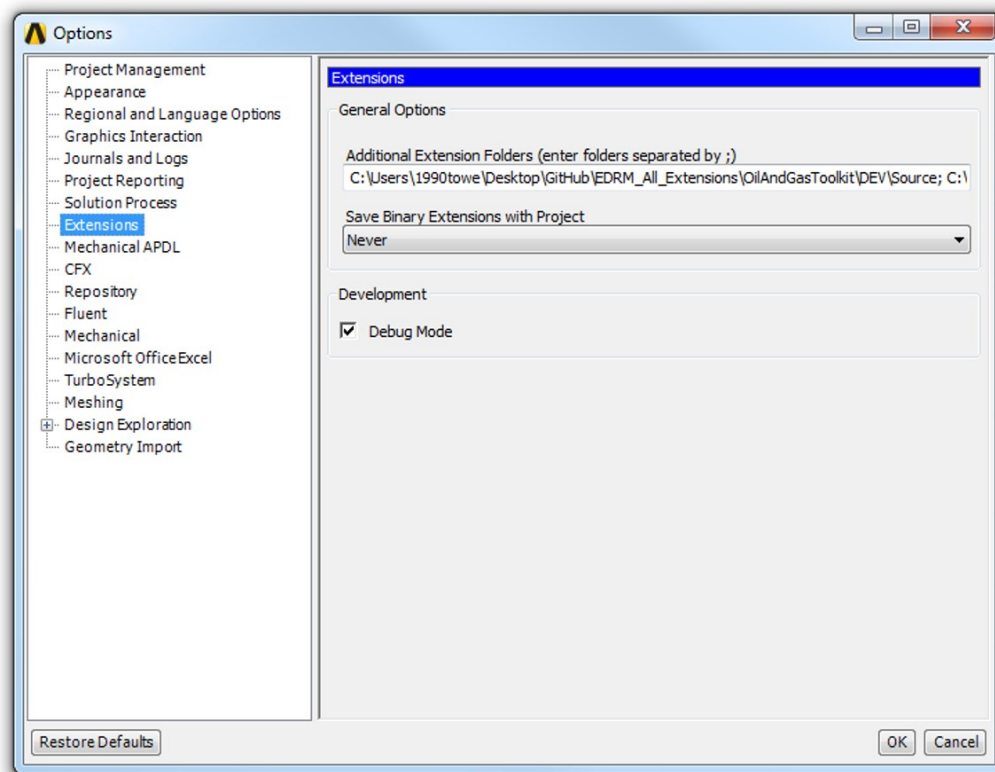 Options
Project Management
Appearance
Regional and Language Options
Graphics Interaction
Journals and Logs
Project Reporting
Solution Process
Extensions
Mechanical APDL
CFX
Repository
Fluent
Mechanical
Microsoft Office Excel
TurboSystem
Meshing
Design Exploration
Geometry Import
Extensions
General Options
Additional Extension Folders (enter folders separated by ;)
C:\Users\1990towe\Desktop\GitHub\EDRM_All_Extensions\OilAndGasToolkit\DEV\Source; C:\
Save Binary Extensions with Project
Never
Development
Debug Mode
Restore Defaults
OK
Cancel